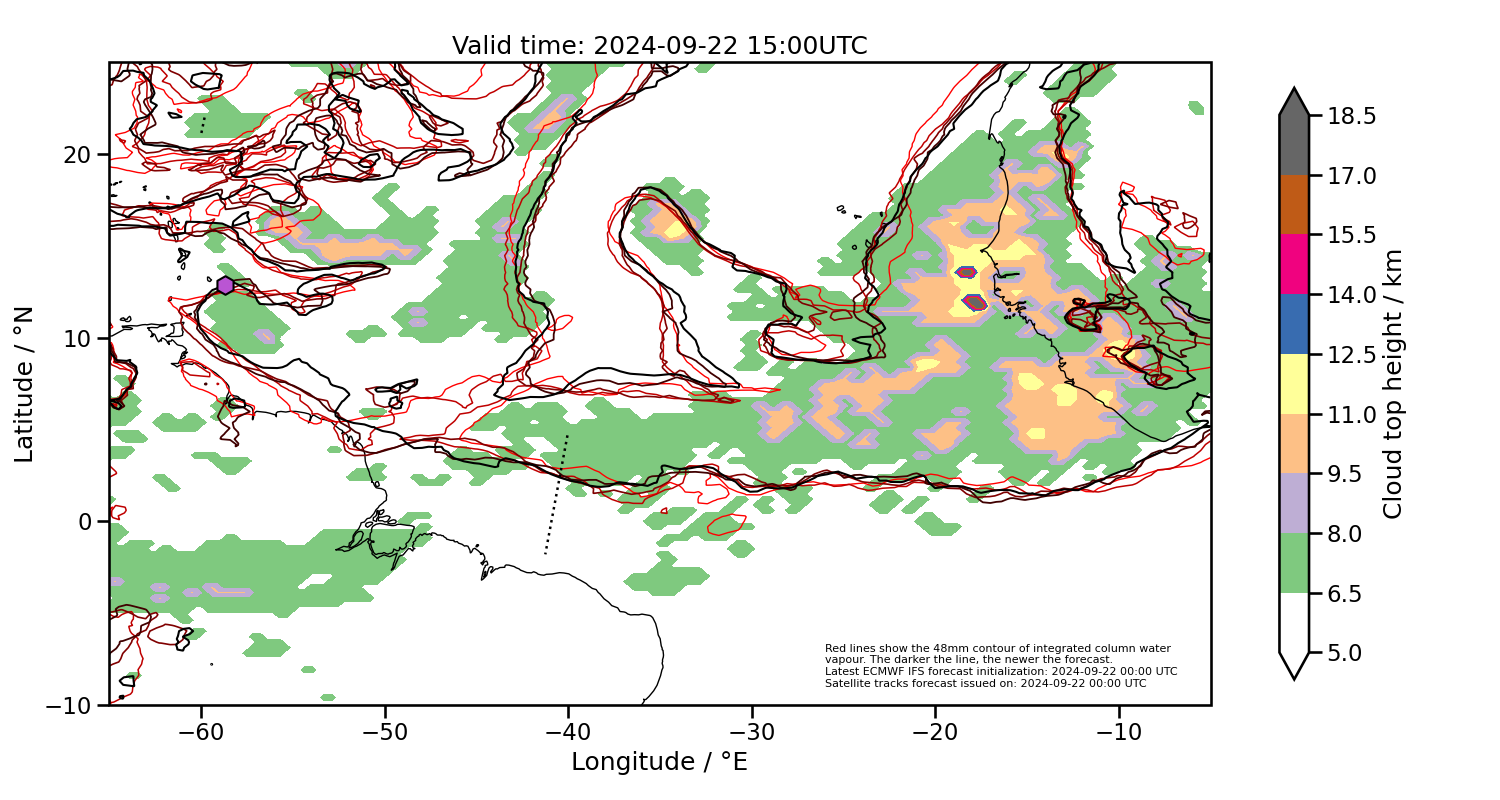 Valid time: 2024-09-22 15:00UTC
20
10
0
−10
Latitude / °N
−60
−50
−40
−30
−20
−10
Longitude / °E
Red lines show the 48mm contour of integrated column water
vapour. The darker the line, the newer the forecast.
Latest ECMWF IFS forecast initialization: 2024-09-22 00:00 UTC
Satellite tracks forecast issued on: 2024-09-22 00:00 UTC
18.5
17.0
15.5
14.0
12.5
11.0
9.5
8.0
6.5
5.0
Cloud top height / km